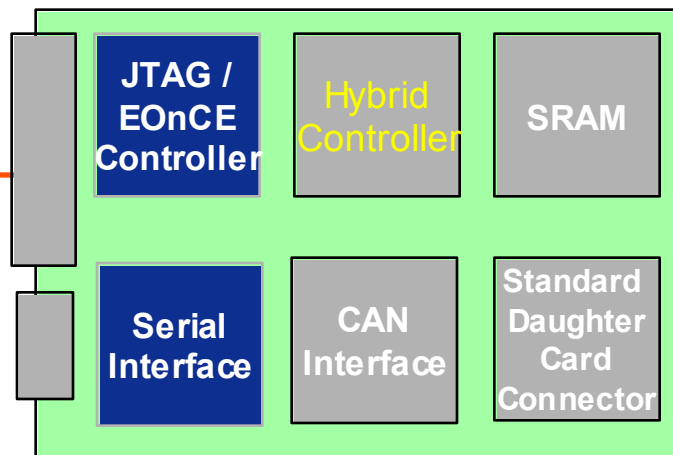 JTAG /
EOnCE
Controller
Hybrid
Controller
SRAM
Serial
Interface
CAN
Interface
Standard
Daughter
Card
Connector